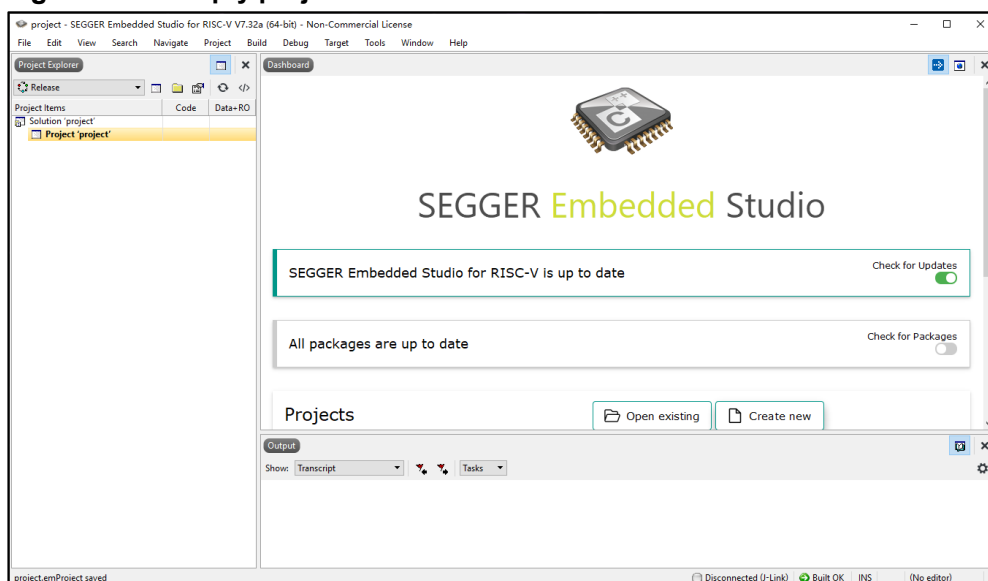 project - SEGGER Embedded Studio for RISC-V V7.32a (64-bit) - Non-Commercial License
File Edit View Search Navigate Project Build Debug Target Tools Window Help
Project Explorer
Release
Project Items Code Data+RO
Solution 'project'
Project 'project'
Dashboard
C
SEGGER Embedded Studio
SEGGER Embedded Studio for RISC-V is up to date
Check for Updates
All packages are up to date
Check for Packages
Projects
Open existing
Create new
Output
Show: Transcript Tasks
project.emProject saved
Disconnected (J-Link) Built OK INS (No editor)